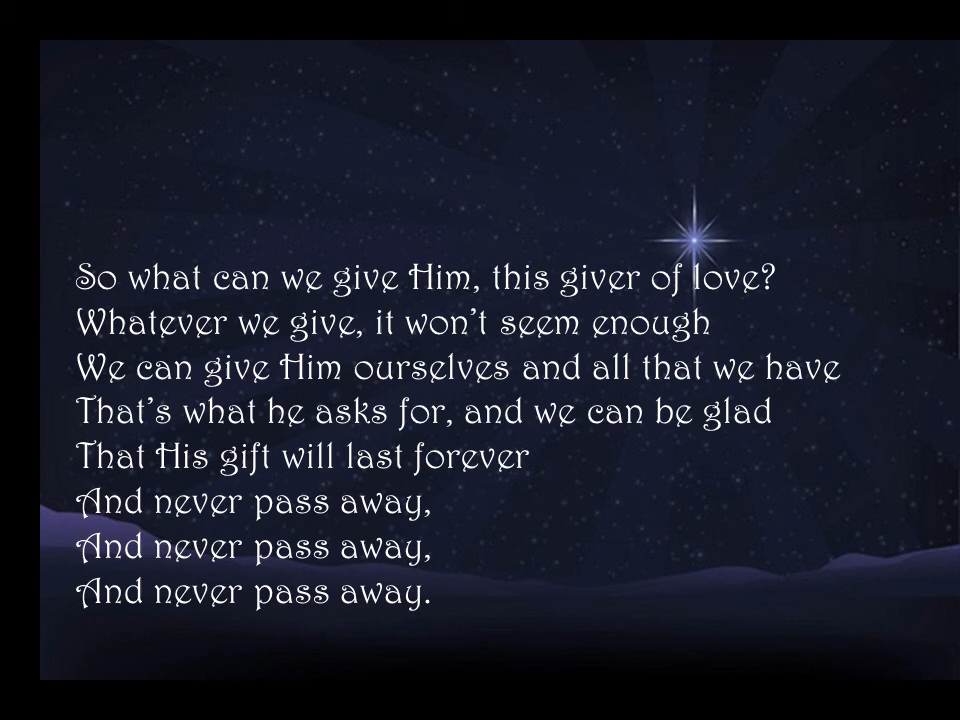 So what can we give Him, this giver of love?
Whatever we give, it won’t seem enough
We can give Him ourselves and all that we have
That’s what he asks for, and we can be glad
That His gift will last forever
And never pass away,
And never pass away,
And never pass away.